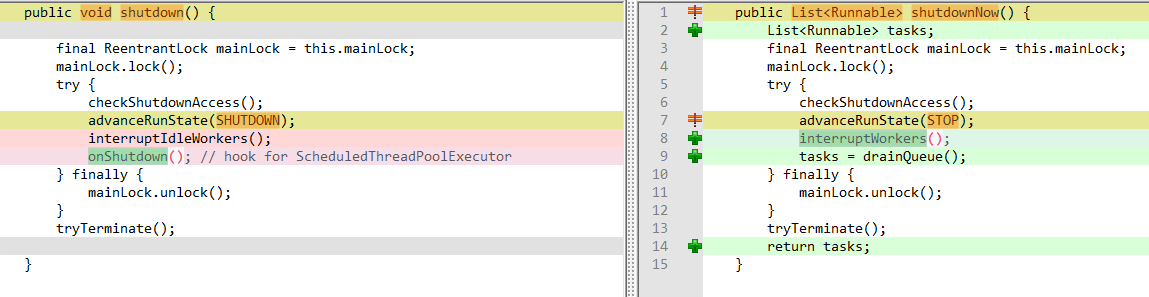 public void shutdown() {
final ReentrantLock mainLock = this.mainLock;
mainLock.lock();
try {
checkShutdownAccess();
advanceRunState(SHUTDOWN);
interruptIdleWorkers();
onShutdown(); // hook for ScheduledThreadPoolExecutor
} finally {
mainLock.unlock();
}
tryTerminate();
}
1 public List<Runnable> shutdownNow() {
2 List<Runnable> tasks;
3 final ReentrantLock mainLock = this.mainLock;
4 mainLock.lock();
5 try {
6 checkShutdownAccess();
7 advanceRunState(STOP);
8 interruptWorkers();
9 tasks = drainQueue();
10 } finally {
11 mainLock.unlock();
12 }
13 tryTerminate();
14 return tasks;
15 }